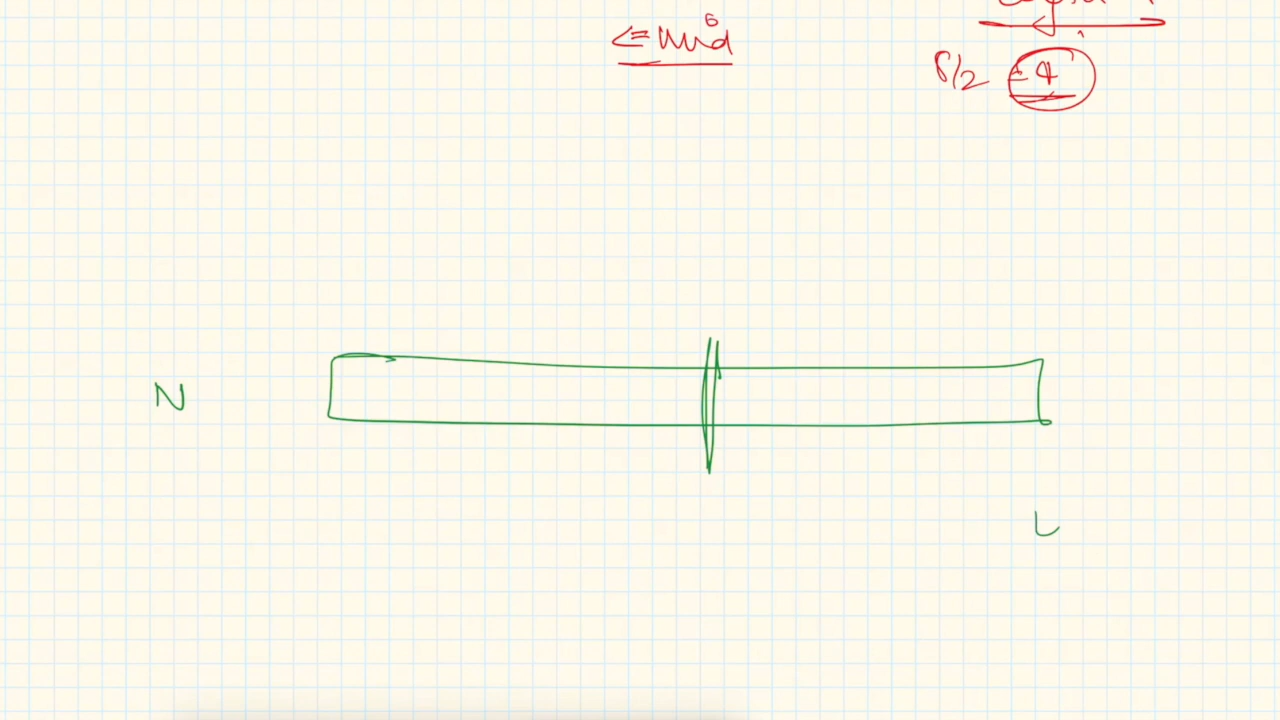 <= mid
8/2 = 4
N
L